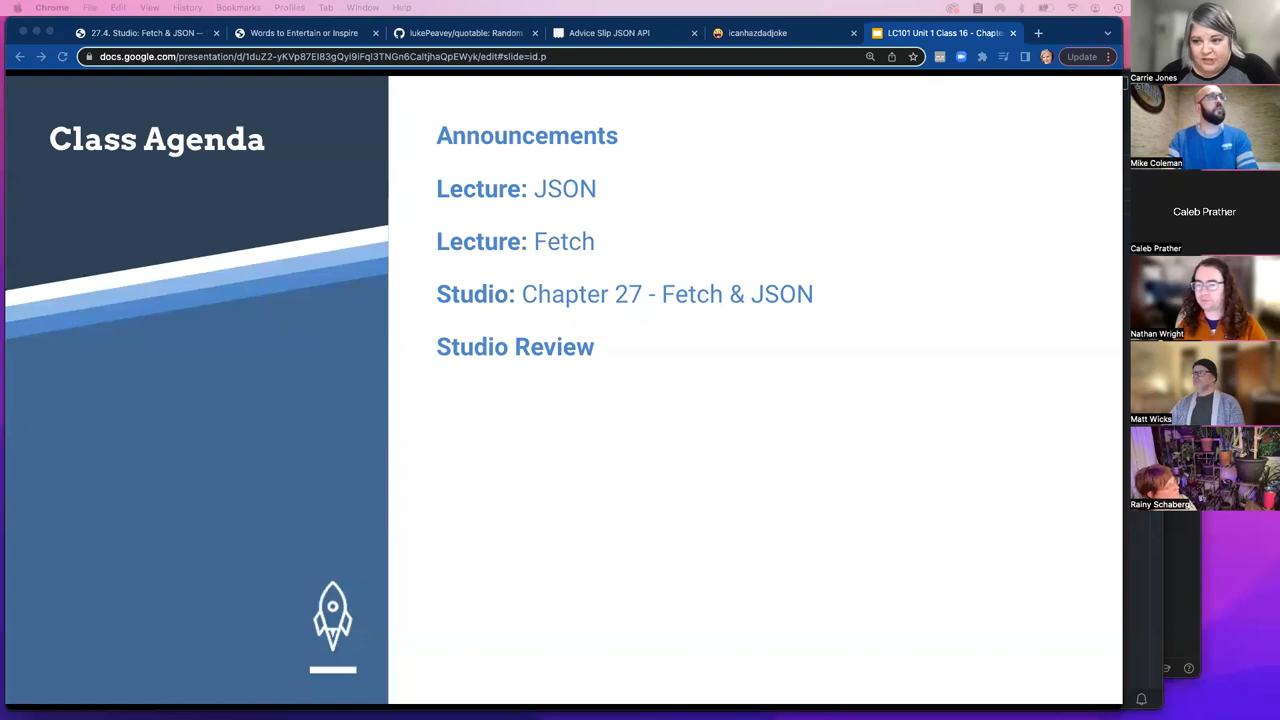 Chrome File Edit View History Bookmarks Profiles Tab Window Help
27.4. Studio: Fetch & JSON —
Words to Entertain or Inspire
lukePeavey/quotable: Random
Advice Slip JSON API
icanhazdadjoke
LC101 Unit 1 Class 16 - Chapte
docs.google.com/presentation/d/1duZ2-yKVp87EI83gQyl9iFql3TNGn6CaltjhaQpEWyk/edit#slide=id.p
Update
Class Agenda
Announcements
Lecture: JSON
Lecture: Fetch
Studio: Chapter 27 - Fetch & JSON
Studio Review
Carrie Jones
Mike Coleman
Caleb Prather
Caleb Prather
Nathan Wright
Matt Wicks
Rainy Schaberg